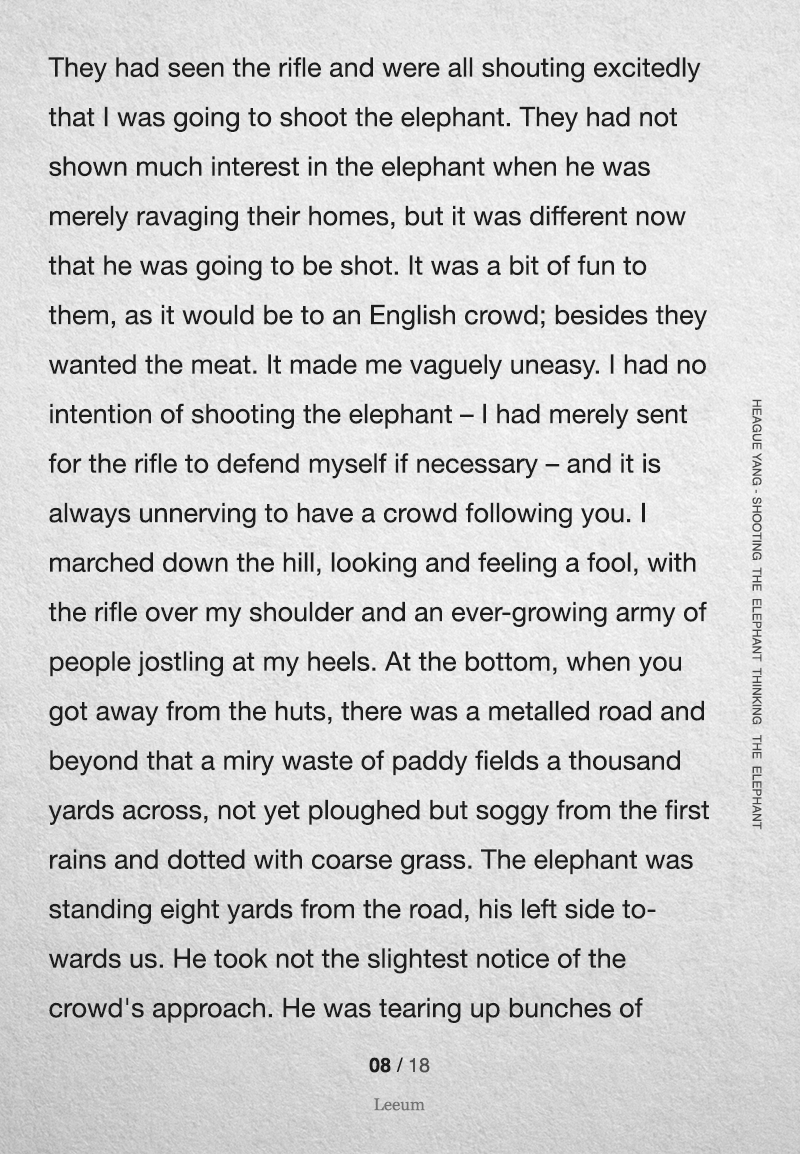 They had seen the rifle and were all shouting excitedly
that I was going to shoot the elephant. They had not
shown much interest in the elephant when he was
merely ravaging their homes, but it was different now
that he was going to be shot. It was a bit of fun to
them, as it would be to an English crowd; besides they
wanted the meat. It made me vaguely uneasy. I had no
intention of shooting the elephant – I had merely sent
for the rifle to defend myself if necessary – and it is
always unnerving to have a crowd following you. I
marched down the hill, looking and feeling a fool, with
the rifle over my shoulder and an ever-growing army of
people jostling at my heels. At the bottom, when you
got away from the huts, there was a metalled road and
beyond that a miry waste of paddy fields a thousand
yards across, not yet ploughed but soggy from the first
rains and dotted with coarse grass. The elephant was
standing eight yards from the road, his left side to-
wards us. He took not the slightest notice of the
crowd's approach. He was tearing up bunches of
HEAGUE YANG - SHOOTING THE ELEPHANT THINKING THE ELEPHANT
08 / 18
Leeum